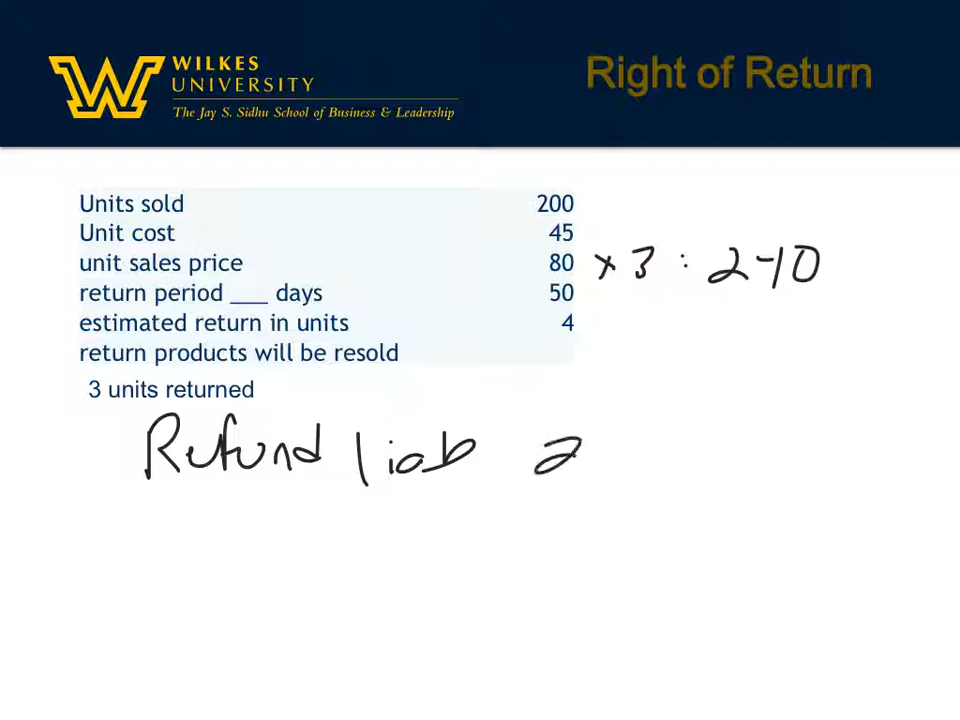 WILKES
UNIVERSITY
The Jay S. Sidhu School of Business & Leadership
Right of Return
Units sold 200
Unit cost 45
unit sales price 80 x 3 : 240
return period ___ days 50
estimated return in units 4
return products will be resold
3 units returned
Refund liab 2